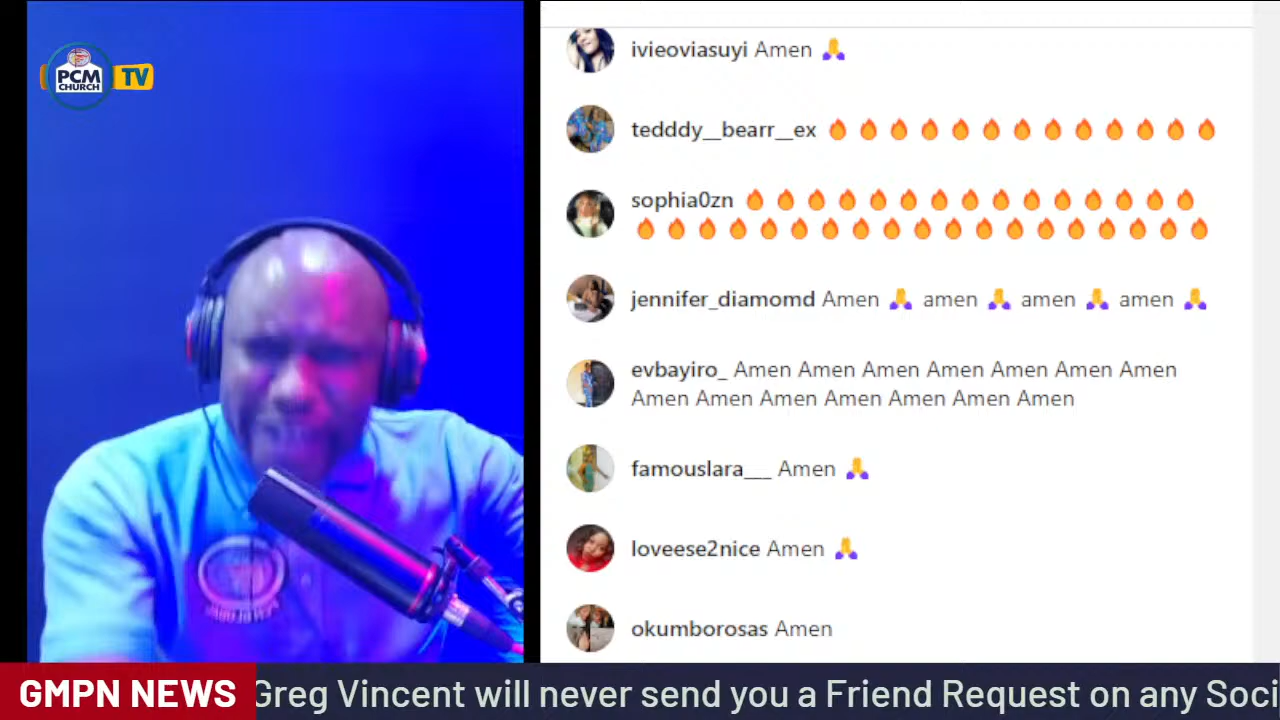 PCM
CHURCH
TV
ivieoviasuyi Amen 🙏
tedddy__bearr__ex 🔥🔥🔥🔥🔥🔥🔥🔥🔥🔥🔥🔥🔥
sophia0zn 🔥🔥🔥🔥🔥🔥🔥🔥🔥🔥🔥🔥🔥🔥🔥
🔥🔥🔥🔥🔥🔥🔥🔥🔥🔥🔥🔥🔥🔥🔥🔥🔥🔥🔥
jennifer_diamomd Amen 🙏 amen 🙏 amen 🙏 amen 🙏
evbayiro_ Amen Amen Amen Amen Amen Amen Amen
Amen Amen Amen Amen Amen Amen Amen
famouslara___ Amen 🙏
loveese2nice Amen 🙏
okumborosas Amen
GMPN NEWS
Greg Vincent will never send you a Friend Request on any Soci